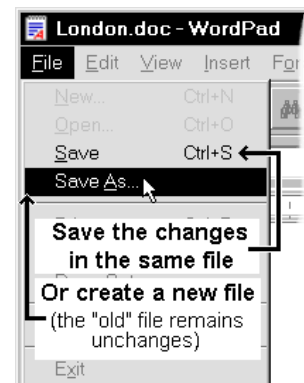 London.doc - WordPad
File Edit View Insert
New... Ctrl+N
Open... Ctrl+O
Save Ctrl+S
Save As...
Save the changes
in the same file
Or create a new file
(the "old" file remains
unchanges)
Exit